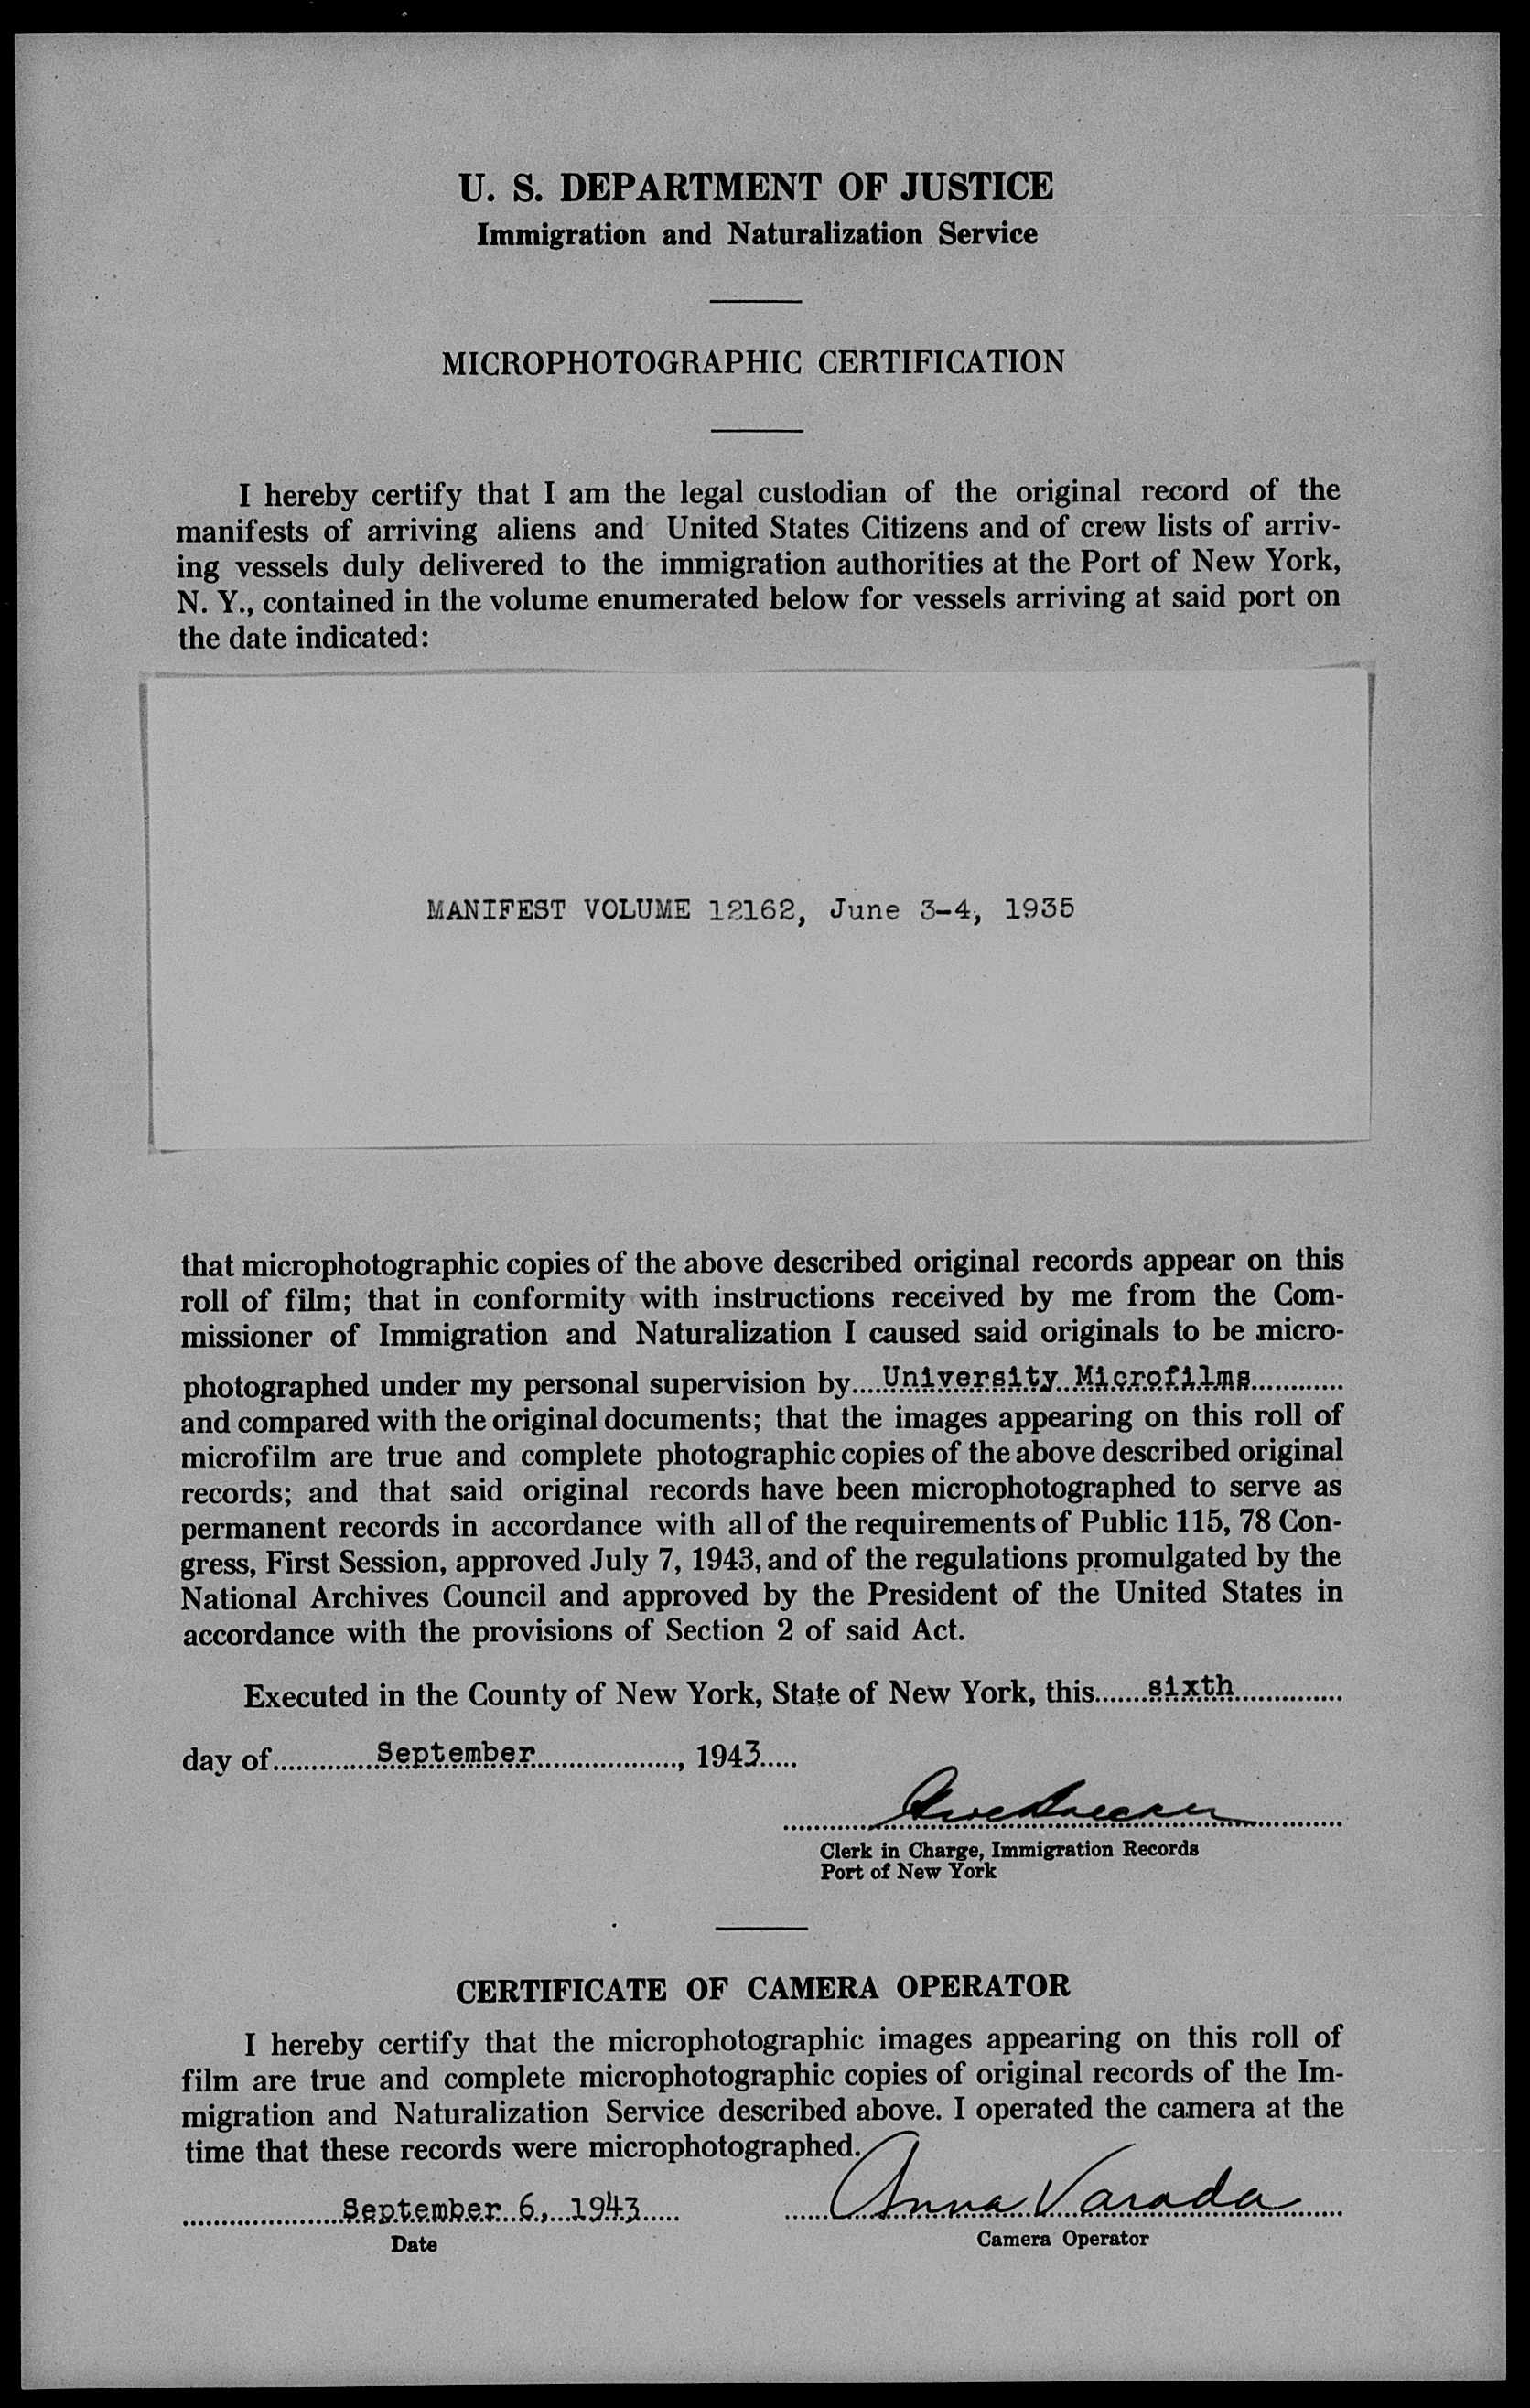 U. S. DEPARTMENT OF JUSTICE
Immigration and Naturalization Service
MICROPHOTOGRAPHIC CERTIFICATION
I hereby certify that I am the legal custodian of the original record of the
manifests of arriving aliens and United States Citizens and of crew lists of arriv-
ing vessels duly delivered to the immigration authorities at the Port of New York,
N. Y., contained in the volume enumerated below for vessels arriving at said port on
the date indicated:
MANIFEST VOLUME 12162, June 3-4, 1935
that microphotographic copies of the above described original records appear on this
roll of film; that in conformity with instructions received by me from the Com-
missioner of Immigration and Naturalization I caused said originals to be micro-
photographed under my personal supervision by....University Microfilms............
and compared with the original documents; that the images appearing on this roll of
microfilm are true and complete photographic copies of the above described original
records; and that said original records have been microphotographed to serve as
permanent records in accordance with all of the requirements of Public 115, 78 Con-
gress, First Session, approved July 7, 1943, and of the regulations promulgated by the
National Archives Council and approved by the President of the United States in
accordance with the provisions of Section 2 of said Act.
Executed in the County of New York, State of New York, this.......sixth..............
day of.............September..................., 1943.....
Clerk in Charge, Immigration Records
Port of New York
CERTIFICATE OF CAMERA OPERATOR
I hereby certify that the microphotographic images appearing on this roll of
film are true and complete microphotographic copies of original records of the Im-
migration and Naturalization Service described above. I operated the camera at the
time that these records were microphotographed.
September 6, 1943 Anna Varada
Date Camera Operator